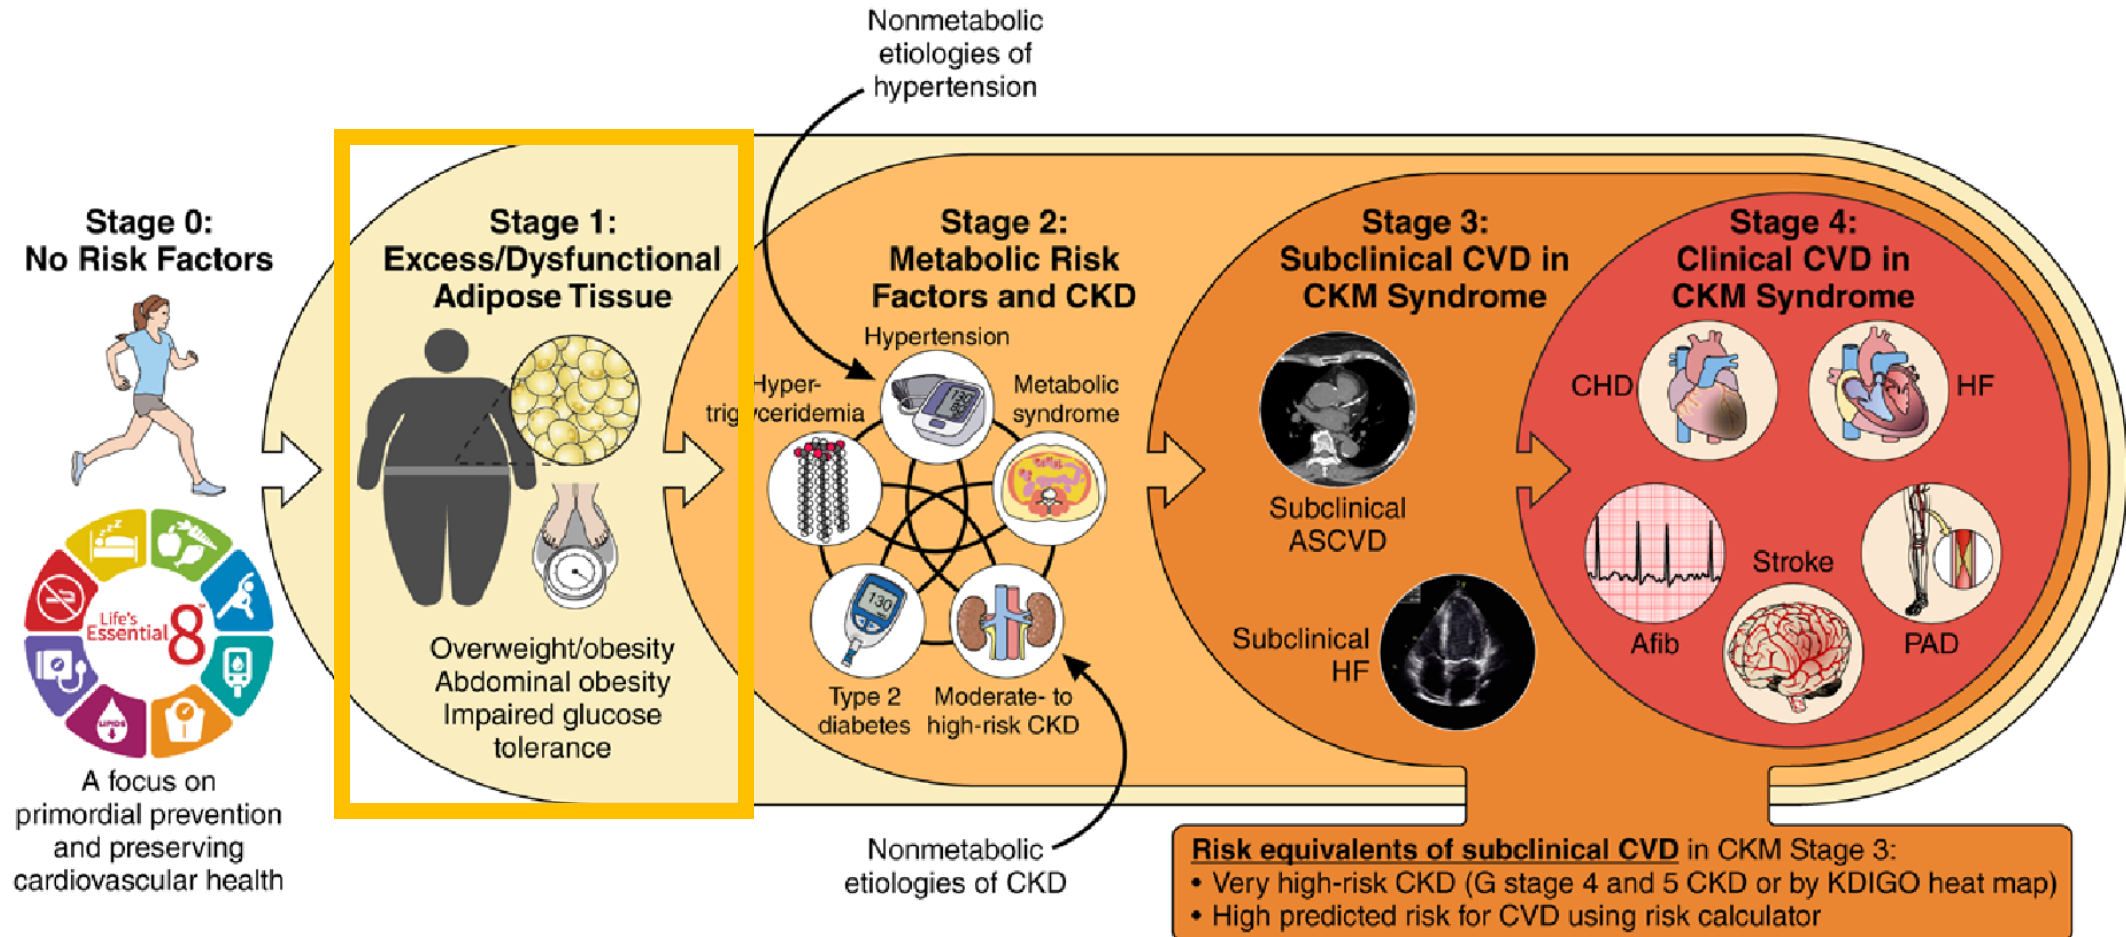 Nonmetabolic
etiologies of
hypertension
Stage 0:
No Risk Factors
Life's
Essential 8™
A focus on
primordial prevention
and preserving
cardiovascular health
Stage 1:
Excess/Dysfunctional
Adipose Tissue
Overweight/obesity
Abdominal obesity
Impaired glucose
tolerance
Stage 2:
Metabolic Risk
Factors and CKD
Hypertension
Hyper-
triglyceridemia
Metabolic
syndrome
130
Type 2
diabetes
Moderate- to
high-risk CKD
Nonmetabolic
etiologies of CKD
Stage 3:
Subclinical CVD in
CKM Syndrome
Subclinical
ASCVD
Subclinical
HF
Stage 4:
Clinical CVD in
CKM Syndrome
CHD
HF
Afib
Stroke
PAD
LIPIDS
Risk equivalents of subclinical CVD in CKM Stage 3:
• Very high-risk CKD (G stage 4 and 5 CKD or by KDIGO heat map)
• High predicted risk for CVD using risk calculator